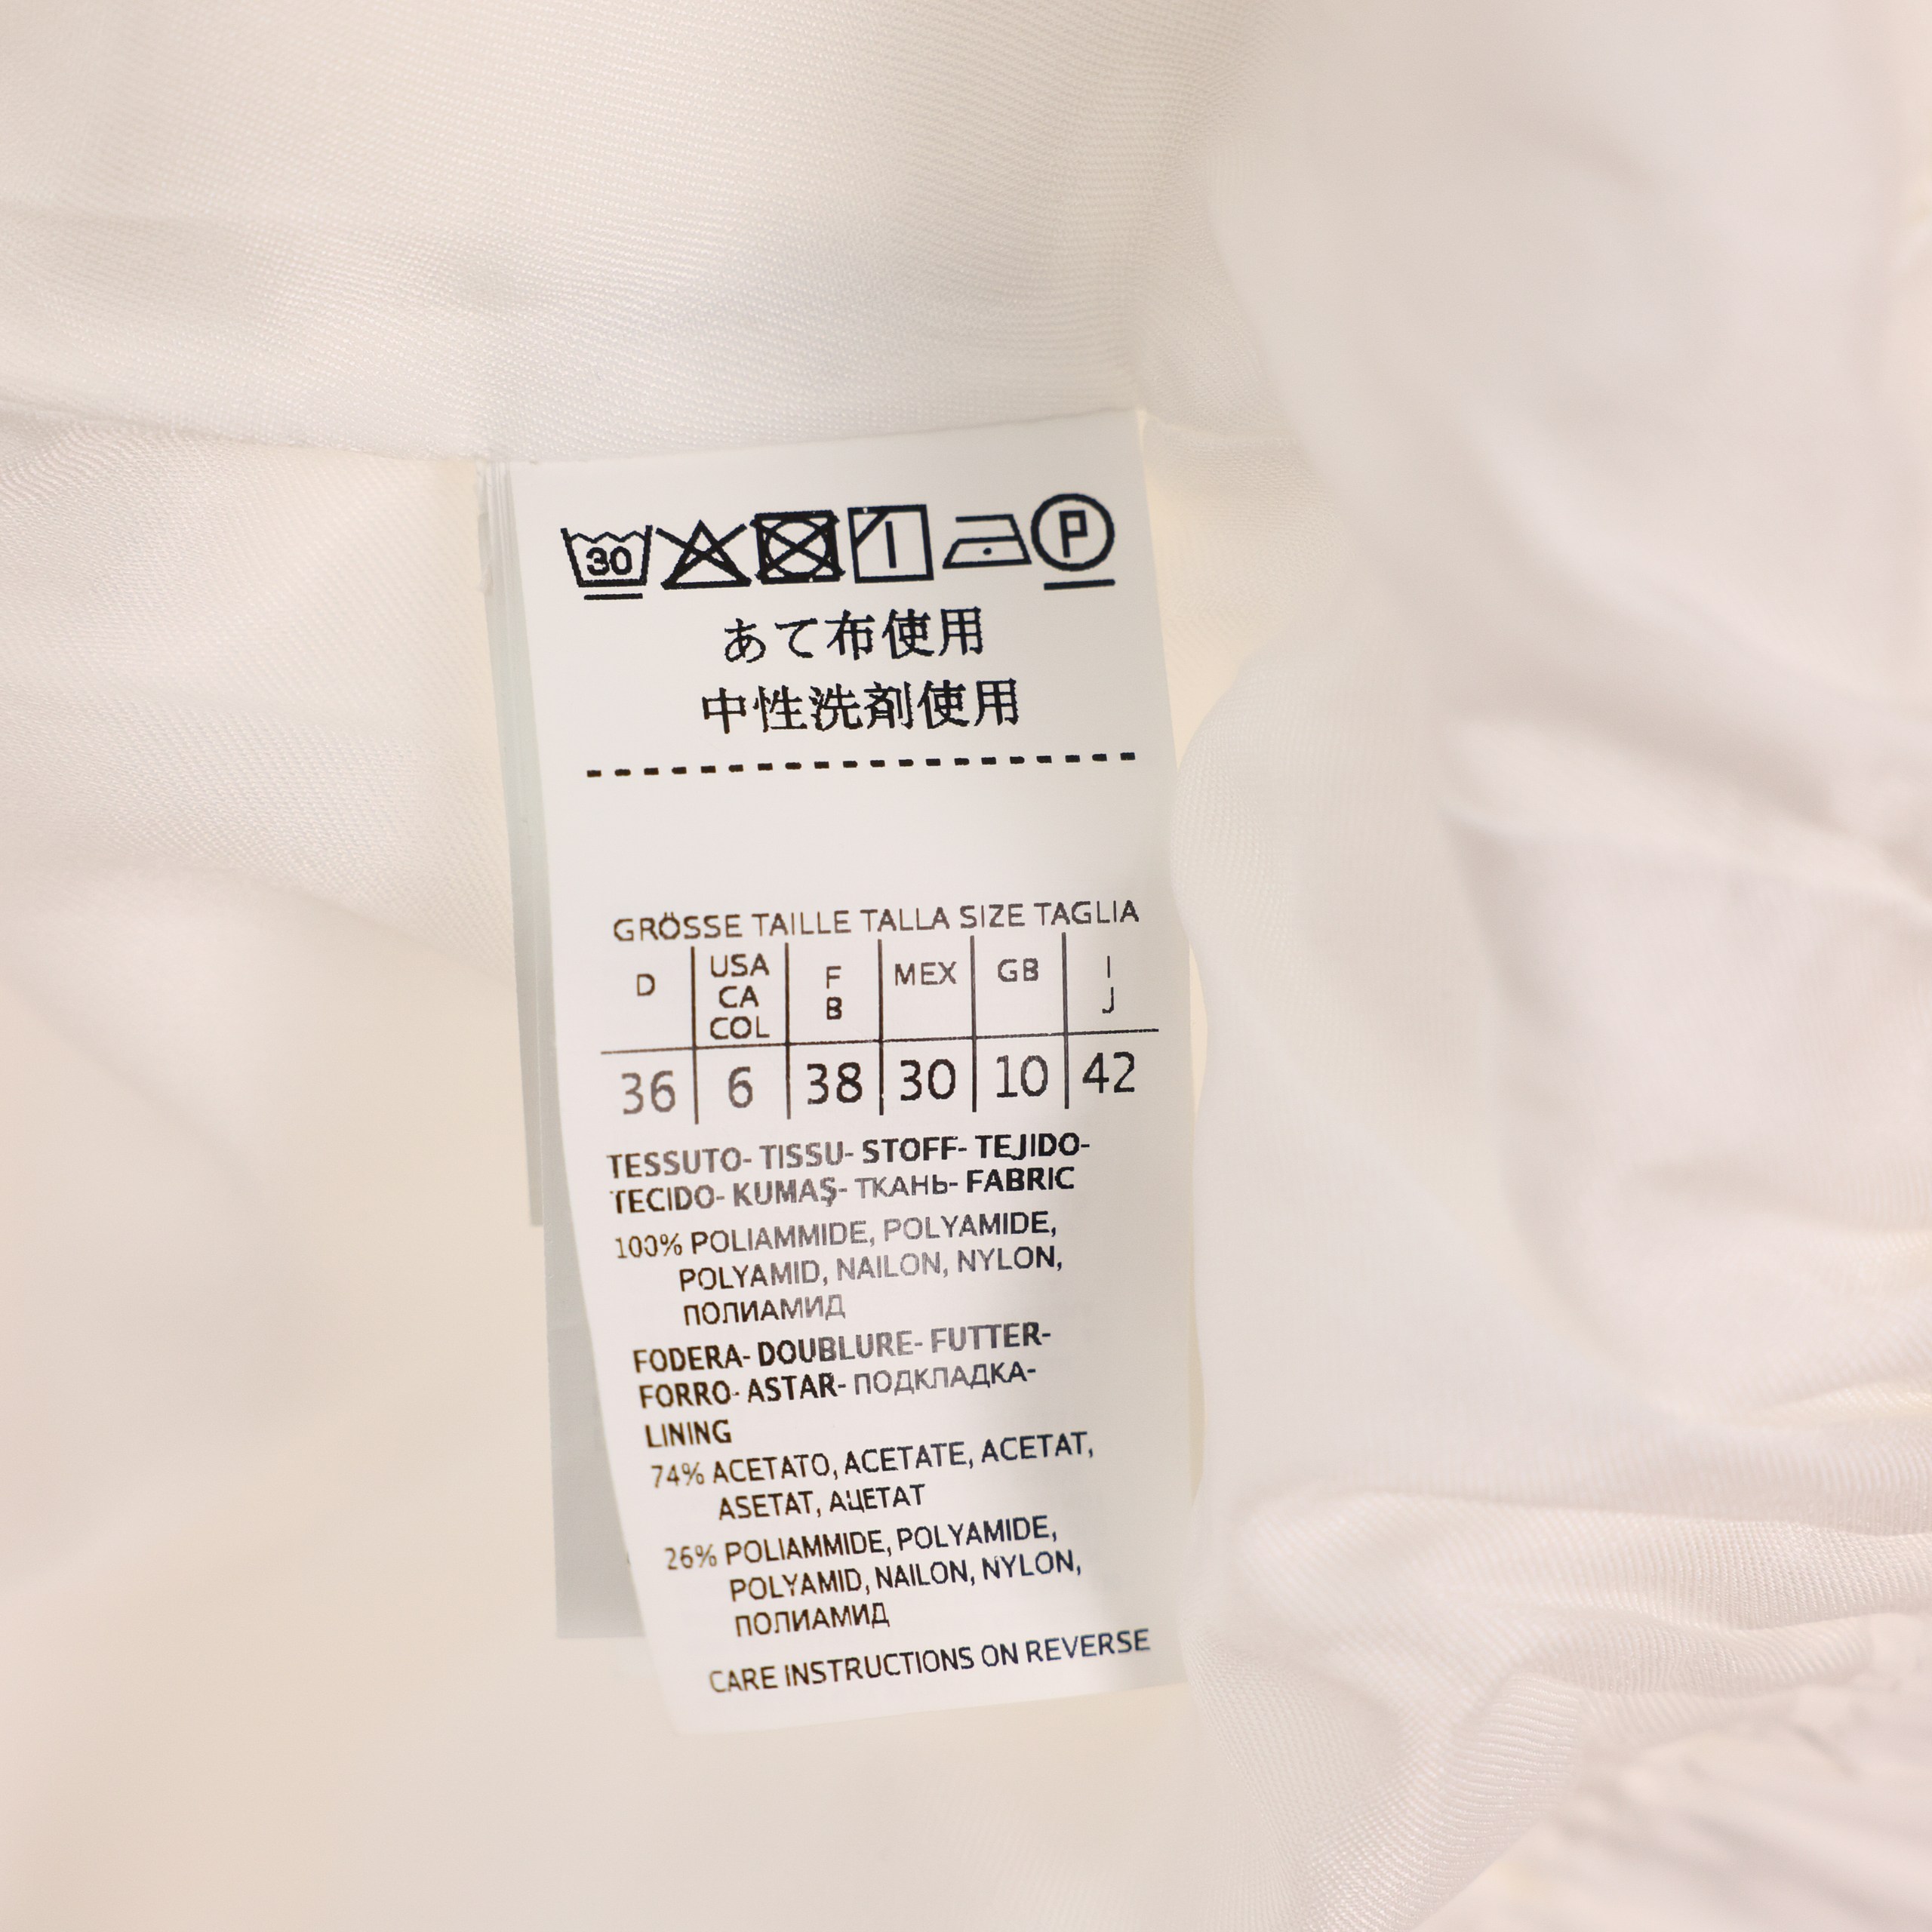 30 P
あて布使用
中性洗剤使用
GRÖSSE TAILLE TALLA SIZE TAGLIA
D USA CA COL F B MEX GB I J
36 6 38 30 10 42
TESSUTO- TISSU- STOFF- TEJIDO-
TECIDO- KUMAŞ- ТКАНЬ- FABRIC
100% POLIAMMIDE, POLYAMIDE,
POLYAMID, NAILON, NYLON,
ПОЛИАМИД
FODERA- DOUBLURE- FUTTER-
FORRO- ASTAR- ПОДКЛАДКА-
LINING
74% ACETATO, ACETATE, ACETAT,
ASETAT, АЦЕТАТ
26% POLIAMMIDE, POLYAMIDE,
POLYAMID, NAILON, NYLON,
ПОЛИАМИД
CARE INSTRUCTIONS ON REVERSE